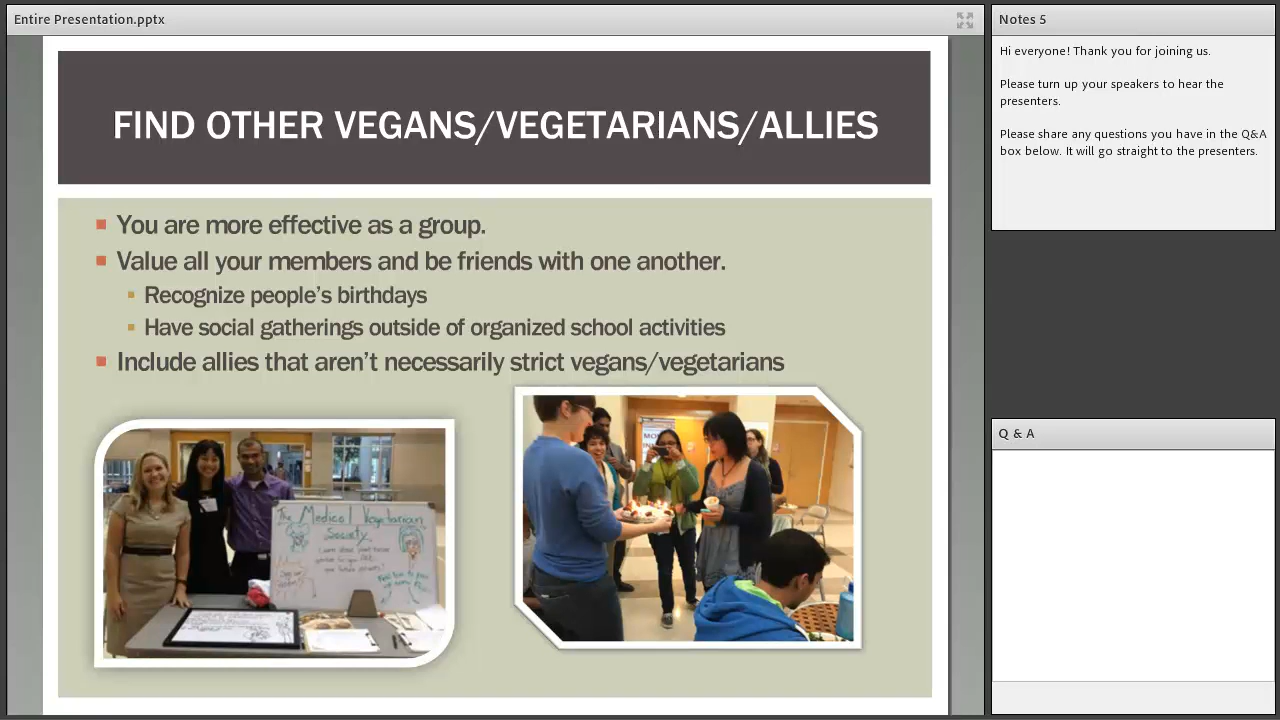 Entire Presentation.pptx
FIND OTHER VEGANS/VEGETARIANS/ALLIES
You are more effective as a group.
Value all your members and be friends with one another.
Recognize people's birthdays
Have social gatherings outside of organized school activities
Include allies that aren't necessarily strict vegans/vegetarians
The Medical Vegetarian
Society
Notes 5
Hi everyone! Thank you for joining us.
Please turn up your speakers to hear the
presenters.
Please share any questions you have in the Q&A
box below. It will go straight to the presenters.
Q & A